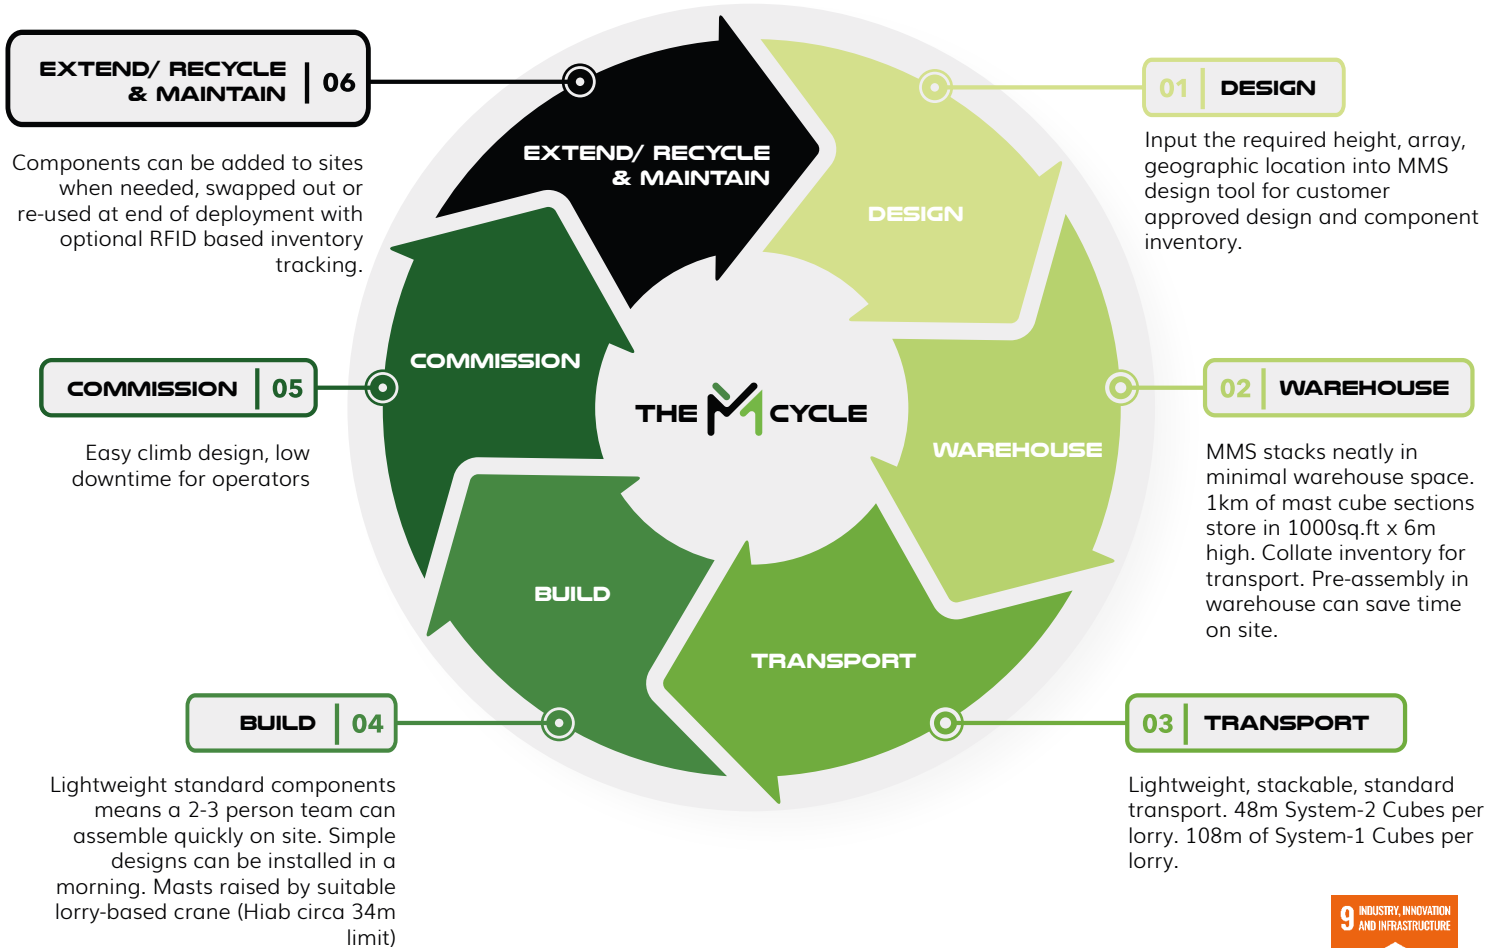 EXTEND/ RECYCLE
& MAINTAIN
06
Components can be added to sites
when needed, swapped out or
re-used at end of deployment with
optional RFID based inventory
tracking.
01
DESIGN
Input the required height, array,
geographic location into MMS
design tool for customer
approved design and component
inventory.
EXTEND/ RECYCLE
& MAINTAIN
DESIGN
COMMISSION
WAREHOUSE
THE M CYCLE
BUILD
TRANSPORT
COMMISSION
05
Easy climb design, low
downtime for operators
02
WAREHOUSE
MMS stacks neatly in
minimal warehouse space.
1km of mast cube sections
store in 1000sq.ft x 6m
high. Collate inventory for
transport. Pre-assembly in
warehouse can save time
on site.
BUILD
04
Lightweight standard components
means a 2-3 person team can
assemble quickly on site. Simple
designs can be installed in a
morning. Masts raised by suitable
lorry-based crane (Hiab circa 34m
limit)
03
TRANSPORT
Lightweight, stackable, standard
transport. 48m System-2 Cubes per
lorry. 108m of System-1 Cubes per
lorry.
9
INDUSTRY, INNOVATION
AND INFRASTRUCTURE